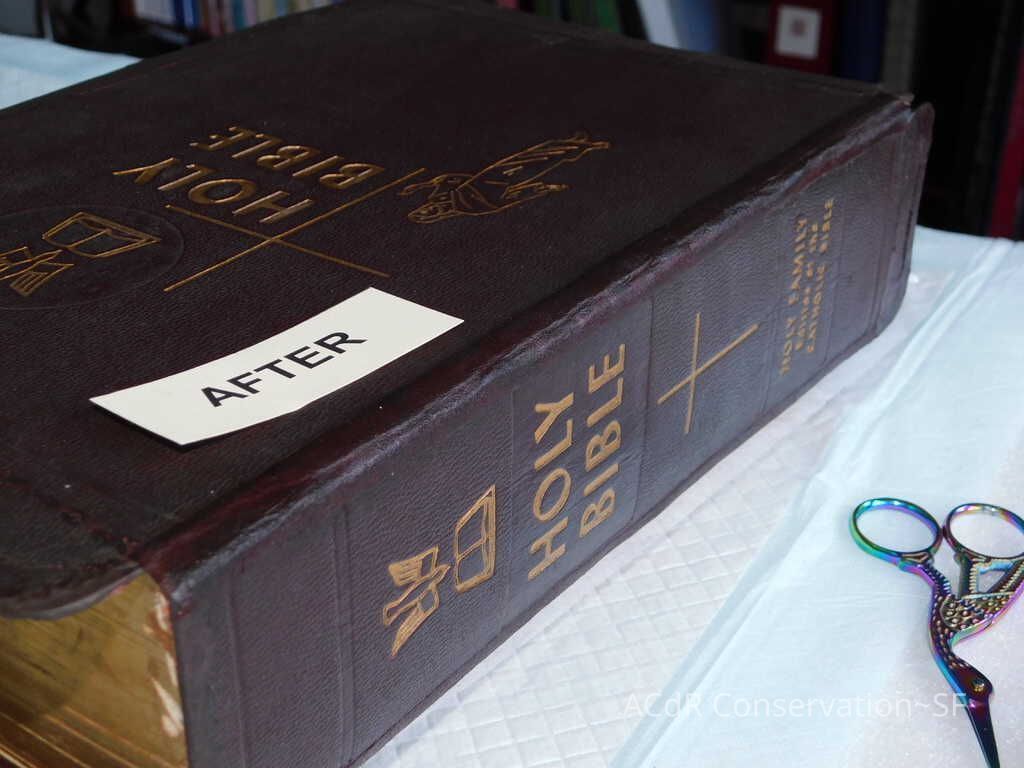 HOLY
BIBLE
AFTER
HOLY
BIBLE
HOLY FAMILY
Edition of the
CATHOLIC BIBLE
ACdR Conservation~SF